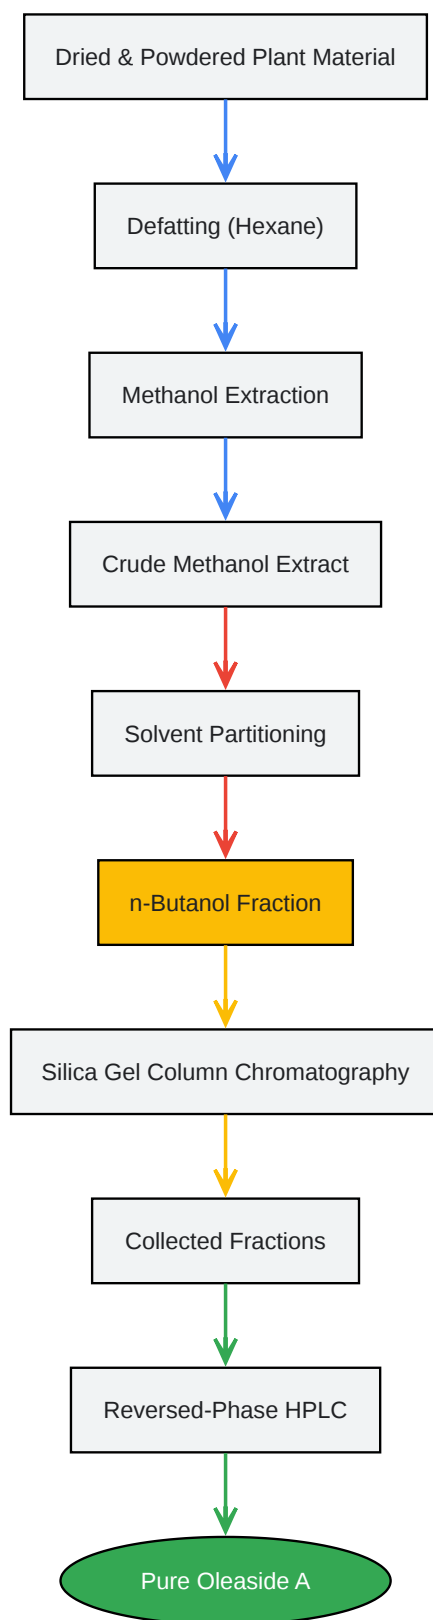 Dried & Powdered Plant Material
Defatting (Hexane)
Methanol Extraction
Crude Methanol Extract
Solvent Partitioning
n-Butanol Fraction
Silica Gel Column Chromatography
Collected Fractions
Reversed-Phase HPLC
Pure Oleaside A